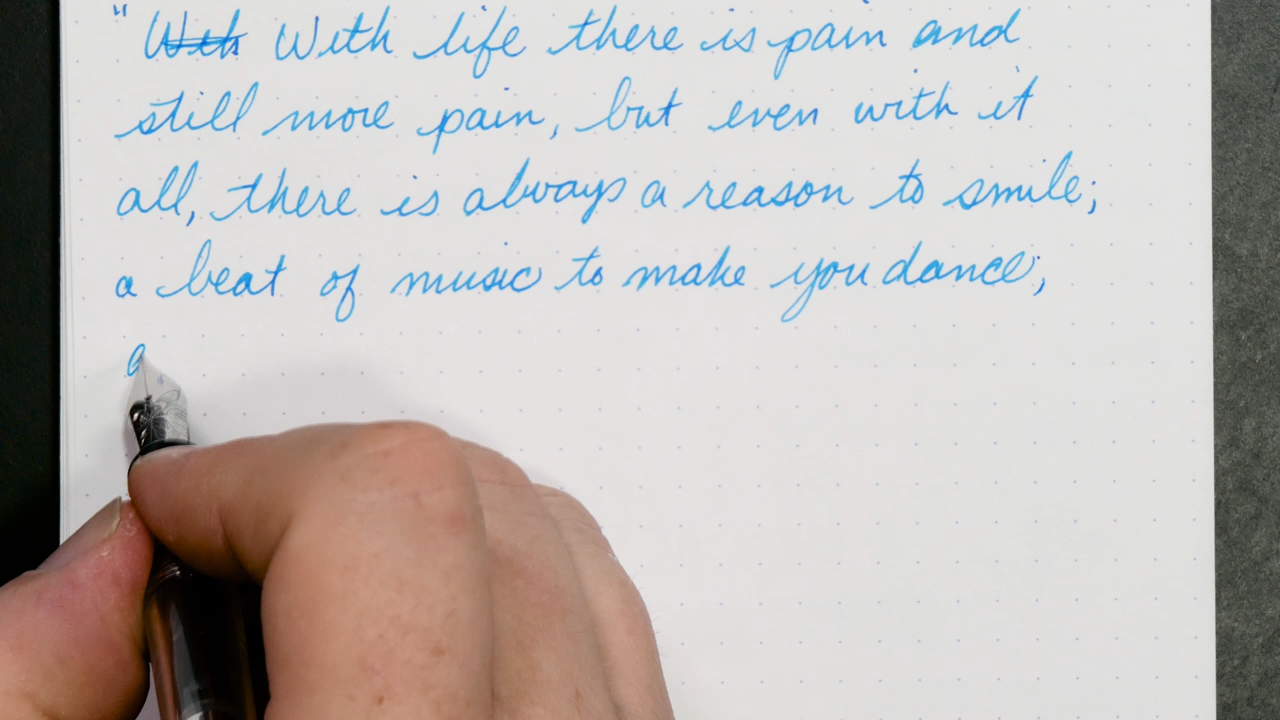 " With With life there is pain and
still more pain, but even with it
all, there is always a reason to smile;
a beat of music to make you dance;
a